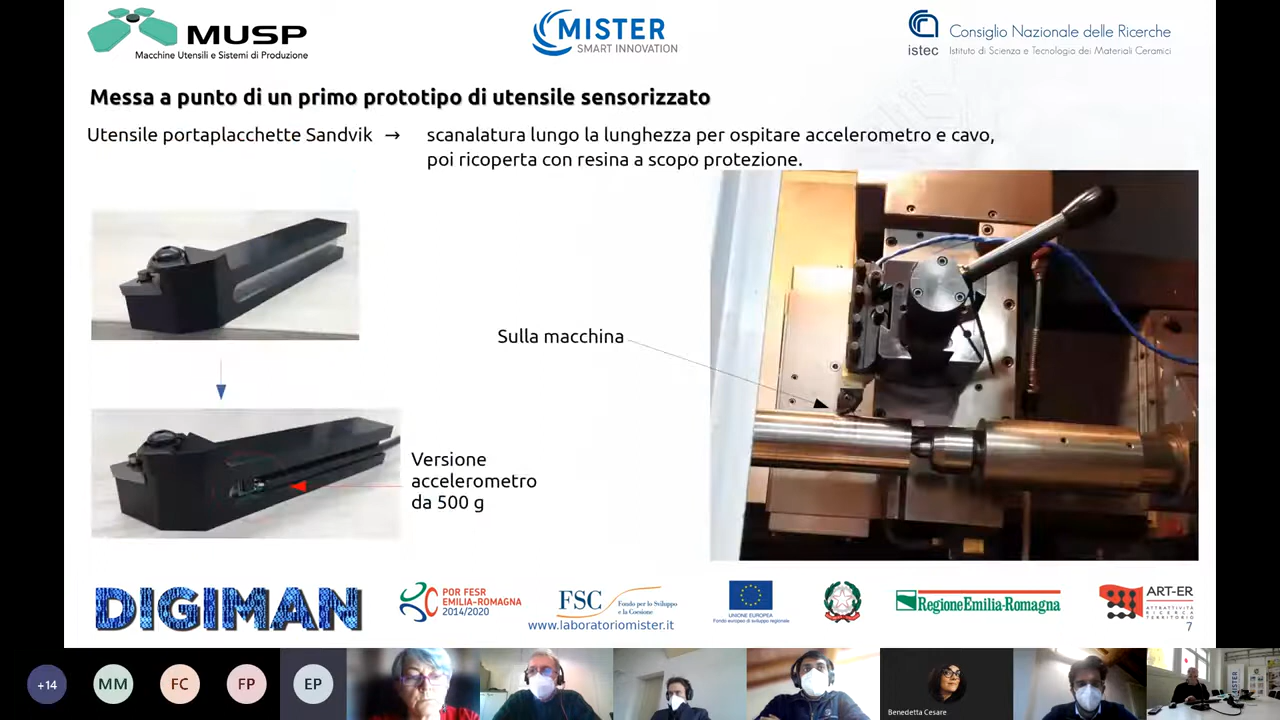 MUSP
Macchine Utensili e Sistemi di Produzione
MISTER
SMART INNOVATION
istec
Consiglio Nazionale delle Ricerche
Istituto di Scienza e Tecnologia dei Materiali Ceramici
Messa a punto di un primo prototipo di utensile sensorizzato
Utensile portaplacchette Sandvik → scanalatura lungo la lunghezza per ospitare accelerometro e cavo,
poi ricoperta con resina a scopo protezione.
Sulla macchina
Versione
accelerometro
da 500 g
DIGIMAN
POR FESR
EMILIA-ROMAGNA
2014/2020
FSC
Fondo per lo Sviluppo
e la Coesione
www.laboratoriomister.it
UNIONE EUROPEA
Fondo europeo di sviluppo regionale
RegioneEmilia-Romagna
ART-ER
ATTRATTIVITÀ
RICERCA
TERRITORIO
7
+14
MM
FC
FP
EP
Benedetta Cesare
MISTER